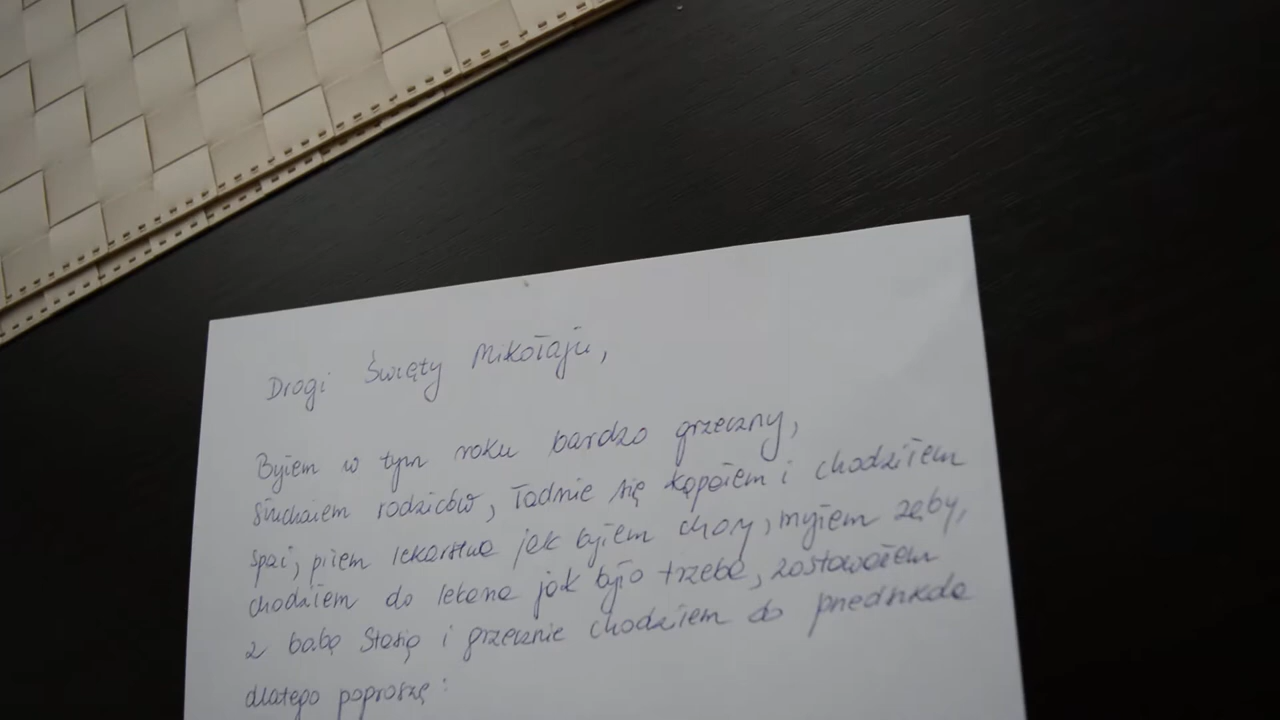 Drogi Święty Mikołaju,
Byłem w tym roku bardzo grzeczny,
słuchałem rodziców, ładnie się kąpałem i chodziłem
spać, piłem lekarstwa jak byłem chory, myłem zęby,
chodziłem do lekarza jak było trzeba, zostawałem
z babą Stasią i grzecznie chodziłem do przedszkola
dlatego poproszę: